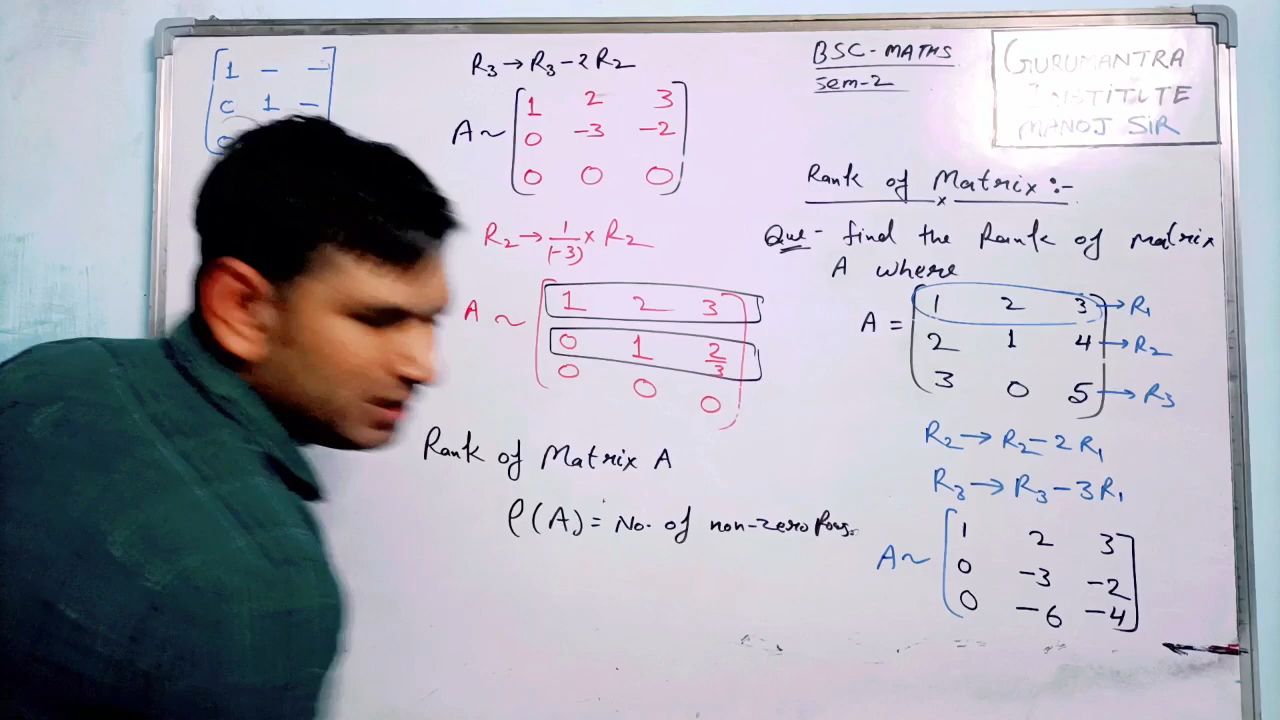 BSC-MATHS
Sem-2
GURUMANTRA
INSTITUTE
MANOJ SIR
Rank of Matrix :-
Que - find the Rank of matrix
A where
A = [1 2 3] → R₁
[2 1 4] → R₂
[3 0 5] → R₃
R₂ → R₂ - 2R₁
R₃ → R₃ - 3R₁
A ~ [1 2 3]
[0 -3 -2]
[0 -6 -4]
[1 - -]
[c 1 -]
R₃ → R₃ - 2R₂
A ~ [1 2 3]
[0 -3 -2]
[0 0 0]
R₂ → 1/(-3) × R₂
A ~ [1 2 3]
[0 1 2/3]
[0 0 0]
Rank of Matrix A
ρ(A) = No. of non-zero Rows.